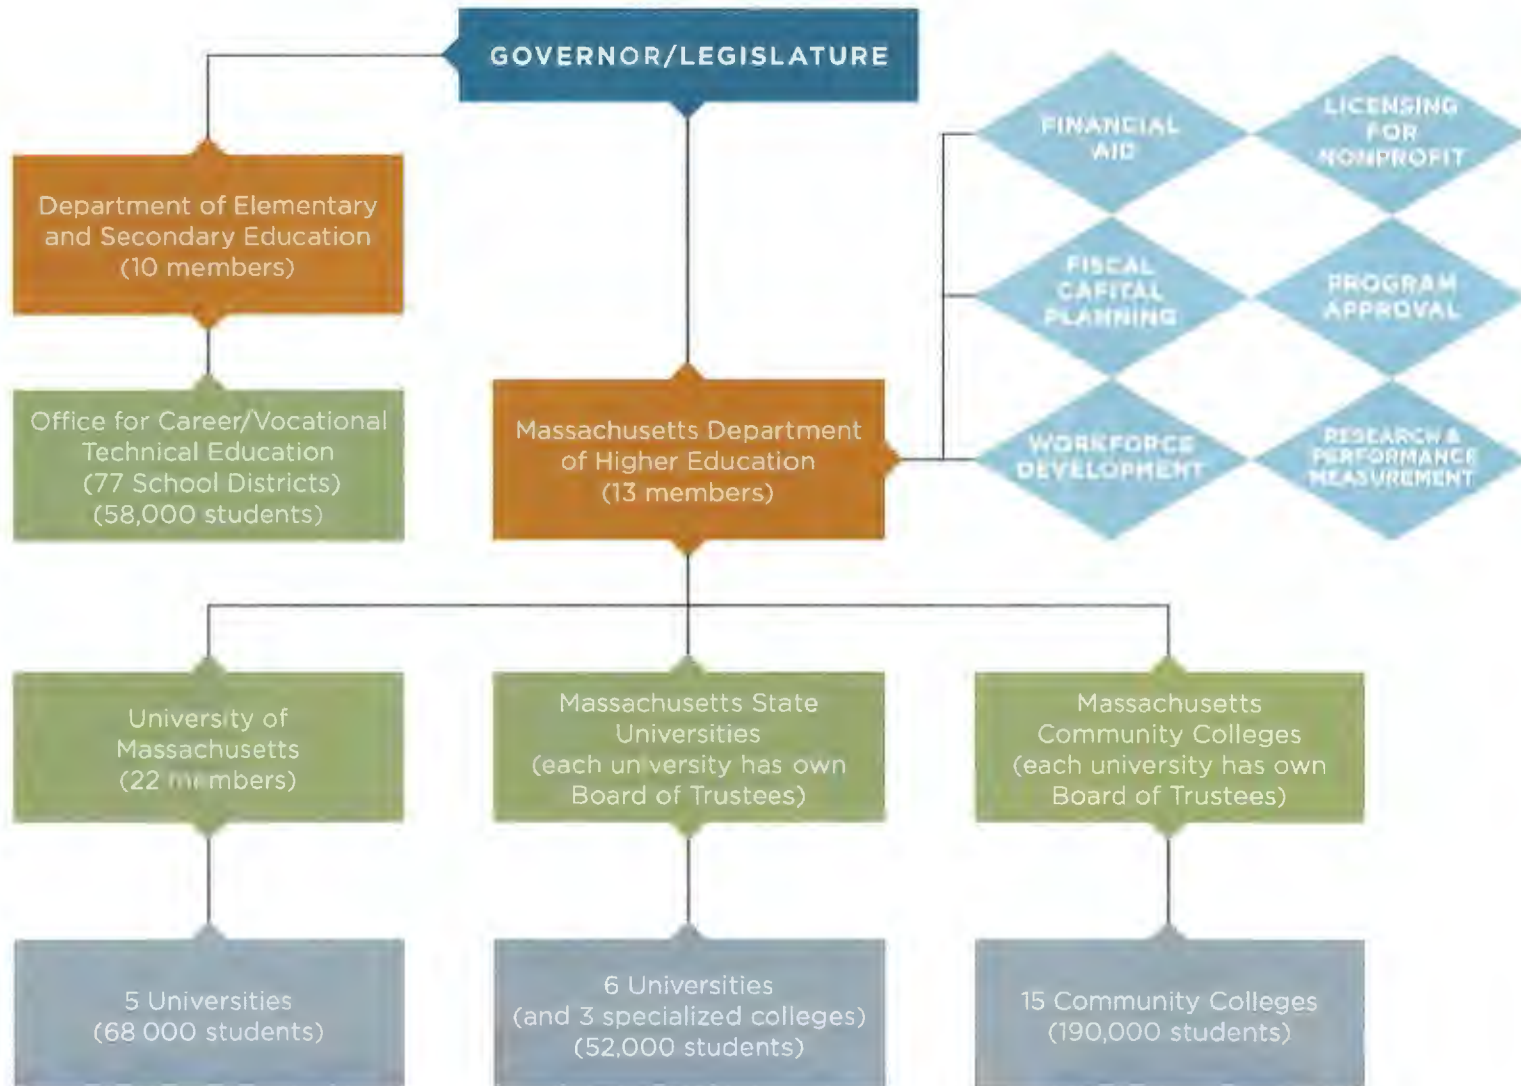 GOVERNOR/LEGISLATURE
FINANCIAL
AID
LICENSING
FOR
NONPROFIT
Department of Elementary
and Secondary Education
(10 members)
FISCAL
CAPITAL
PLANNING
PROGRAM
APPROVAL
Office for Career/Vocational
Technical Education
(77 School Districts)
(58,000 students)
Massachusetts Department
of Higher Education
(13 members)
WORKFORCE
DEVELOPMENT
RESEARCH &
PERFORMANCE
MEASUREMENT
University of
Massachusetts
(22 members)
Massachusetts State
Universities
(each university has own
Board of Trustees)
Massachusetts
Community Colleges
(each university has own
Board of Trustees)
5 Universities
(68 000 students)
6 Universities
(and 3 specialized colleges)
(52,000 students)
15 Community Colleges
(190,000 students)